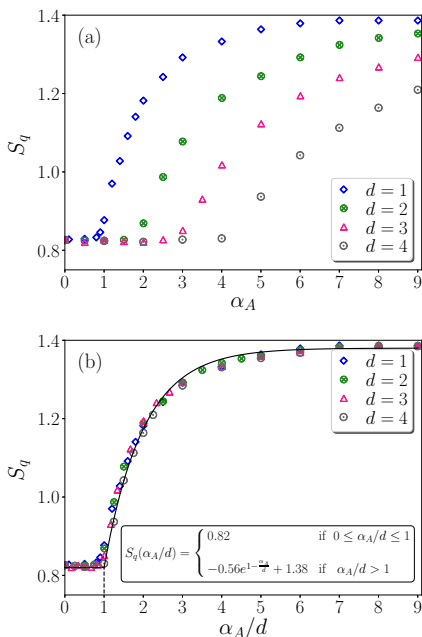 (a)
S_q
1.4
1.2
1.0
0.8
d = 1
d = 2
d = 3
d = 4
0 1 2 3 4 5 6 7 8 9
α_A
(b)
S_q
1.4
1.2
1.0
0.8
d = 1
d = 2
d = 3
d = 4
S_q(α_A/d) = { 0.82 if 0 ≤ α_A/d ≤ 1
−0.56e^{1−\frac{α_A}{d}} + 1.38 if α_A/d > 1
0 1 2 3 4 5 6 7 8 9
α_A/d